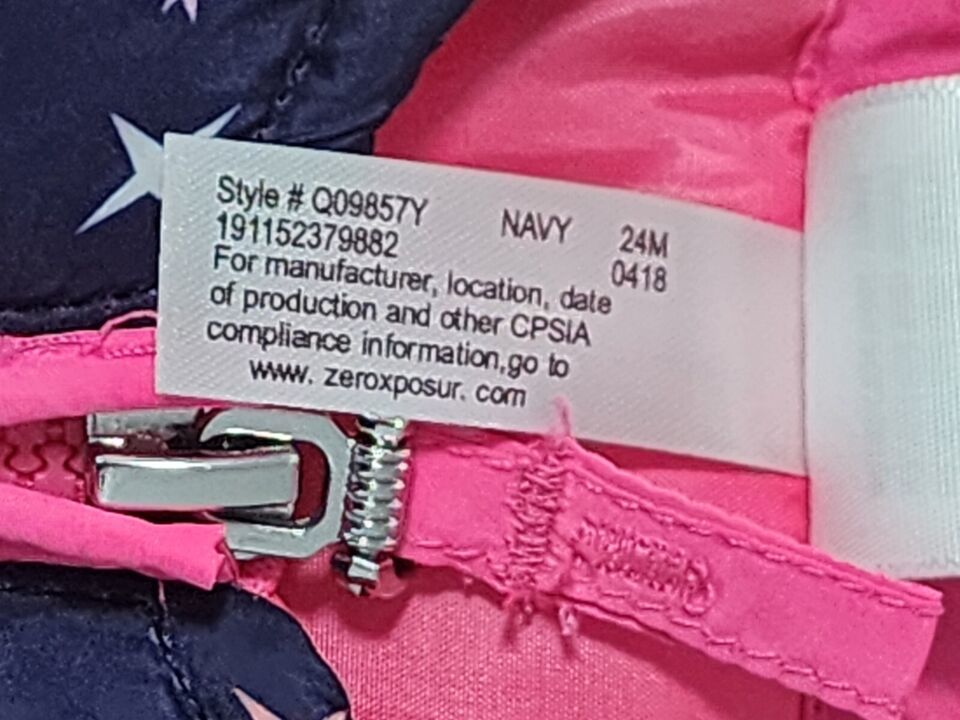 Style # Q09857Y NAVY 24M
191152379882 0418
For manufacturer, location, date
of production and other CPSIA
compliance information,go to
www. zeroxposur. com